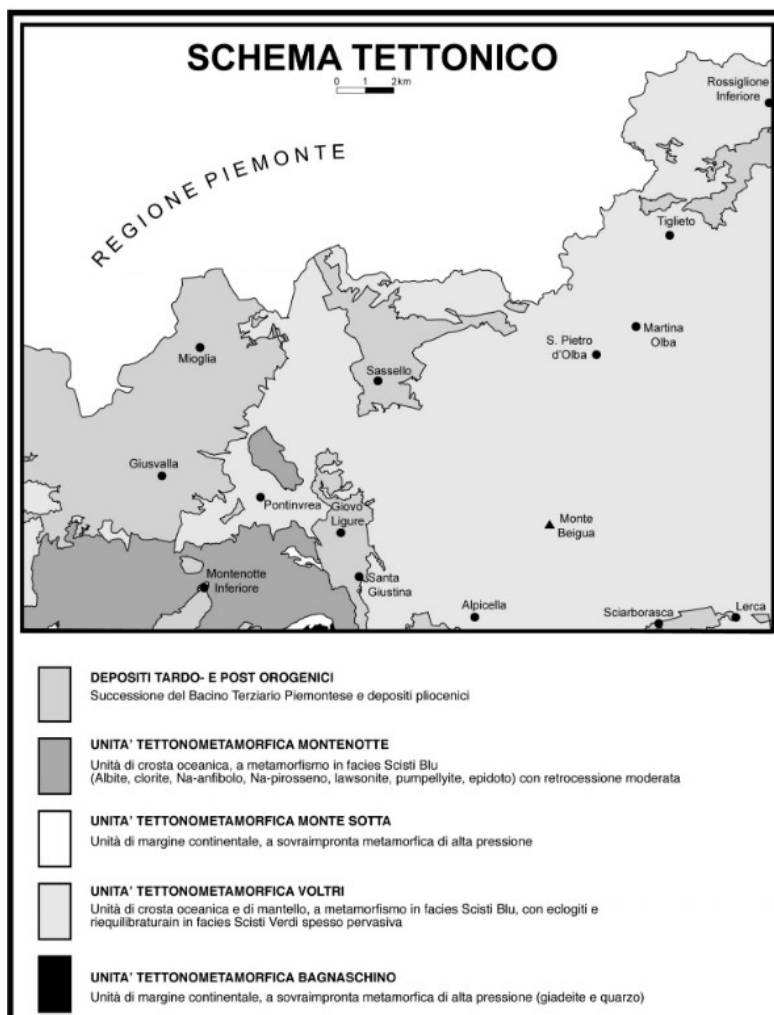 SCHEMA TETTONICO
0 1 2km
REGIONE PIEMONTE
Rossiglione
Inferiore
Tiglieto
Martina
Olba
S. Pietro
d'Olba
Mioglia
Sassello
Giusvalla
Pontinvrea
Giovo
Ligure
Monte
Beigua
Montenotte
Inferiore
Santa
Giustina
Alpicella
Sciarborasca
Lerca
DEPOSITI TARDO- E POST OROGENICI
Successione del Bacino Terziario Piemontese e depositi pliocenici
UNITA' TETTONOMETAMORFICA MONTENOTTE
Unità di crosta oceanica, a metamorfismo in facies Scisti Blu
(Albite, clorite, Na-anfibolo, Na-pirosseno, lawsonite, pumpellyite, epidoto) con retrocessione moderata
UNITA' TETTONOMETAMORFICA MONTE SOTTA
Unità di margine continentale, a sovraimpronta metamorfica di alta pressione
UNITA' TETTONOMETAMORFICA VOLTRI
Unità di crosta oceanica e di mantello, a metamorfismo in facies Scisti Blu, con eclogiti e
riequilibraturain facies Scisti Verdi spesso pervasiva
UNITA' TETTONOMETAMORFICA BAGNASCHINO
Unità di margine continentale, a sovraimpronta metamorfica di alta pressione (giadeite e quarzo)